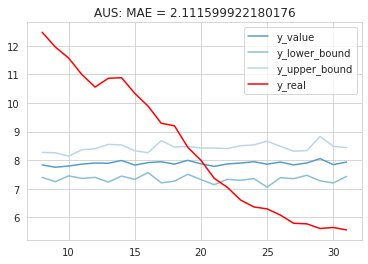 AUS: MAE = 2.111599922180176
y_value
y_lower_bound
y_upper_bound
y_real
12
11
10
9
8
7
6
10
15
20
25
30